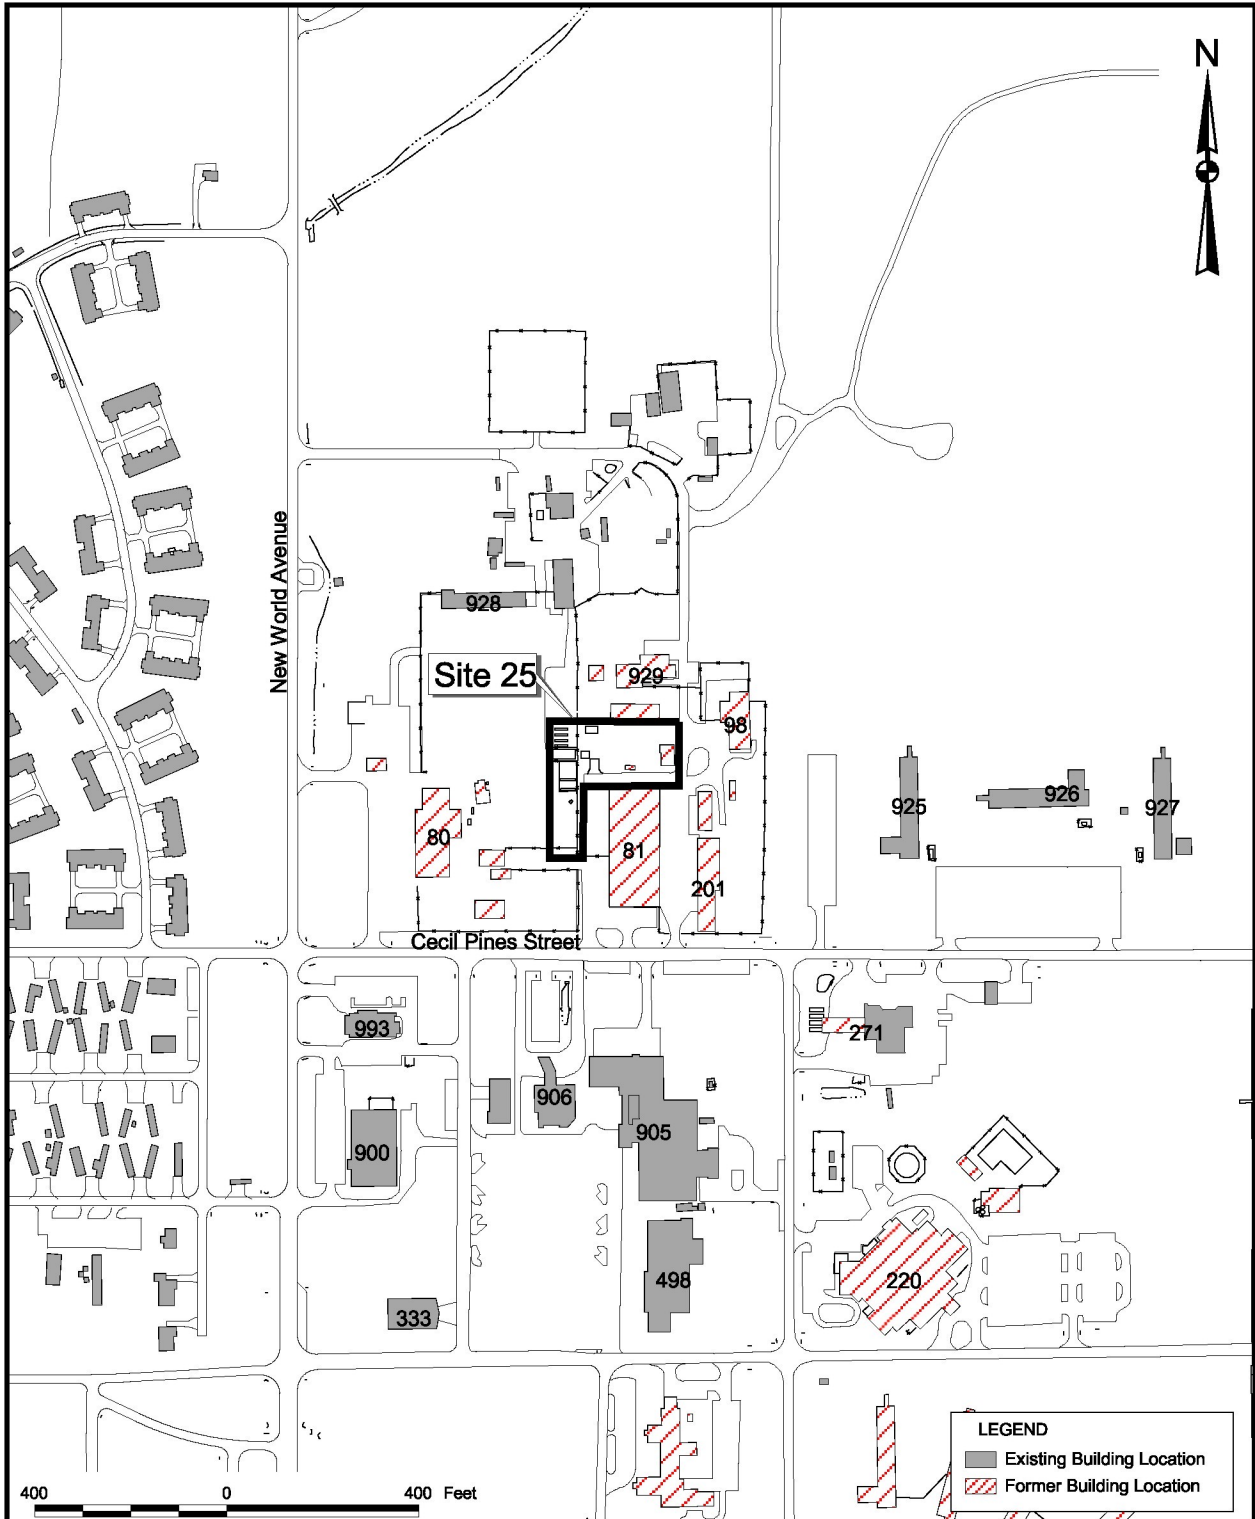 N
New World Avenue
928
Site 25
929
98
925
926
927
80
81
201
Cecil Pines Street
993
271
906
905
900
498
220
333
LEGEND
Existing Building Location
Former Building Location
400 0 400 Feet